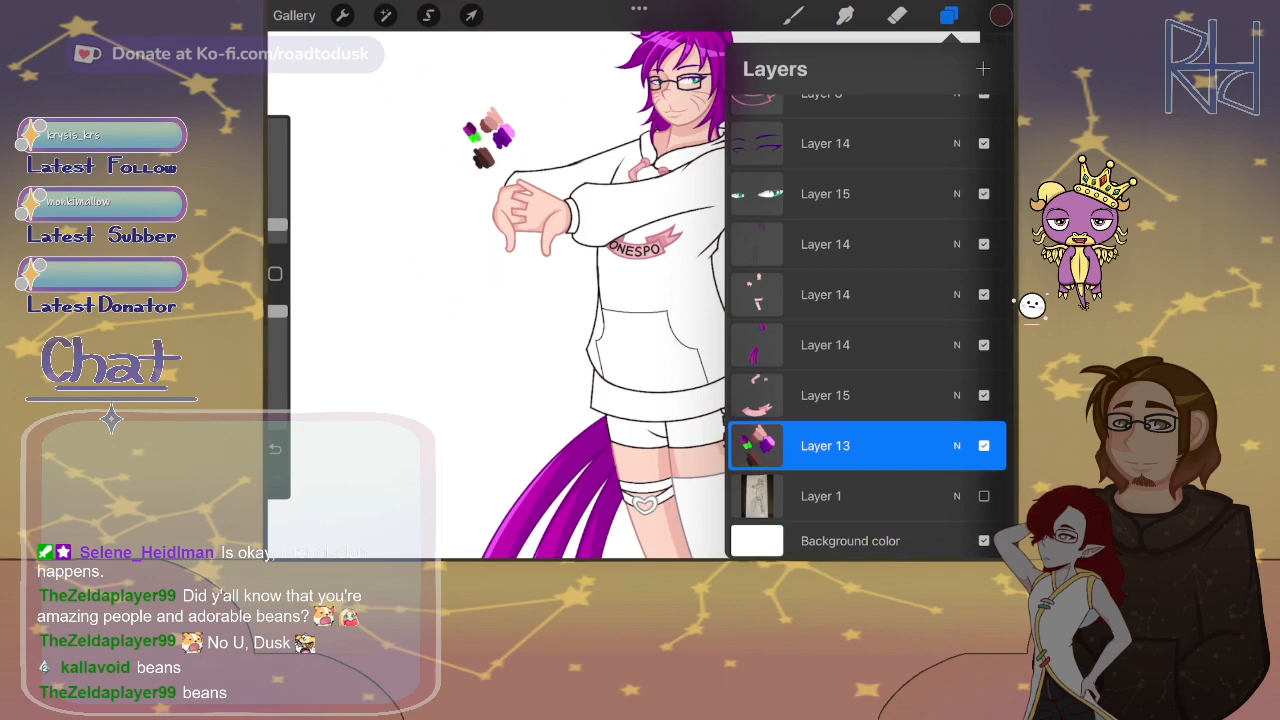 Gallery
Donate at Ko-fi.com/roadtodusk
Layers
krysis_krs
Latest Follow
monkimallow
Latest Subber
Latest Donator
Chat
Layer 14
Layer 15
Layer 14
Layer 14
Layer 14
Layer 15
Layer 13
Layer 1
Background color
N
N
N
N
N
N
N
N
N
ONESPO
Selene_Heidlman Is okay,
happens.
TheZeldaplayer99 Did y'all know that you're
amazing people and adorable beans?
TheZeldaplayer99 No U, Dusk
kallavoid beans
TheZeldaplayer99 beans